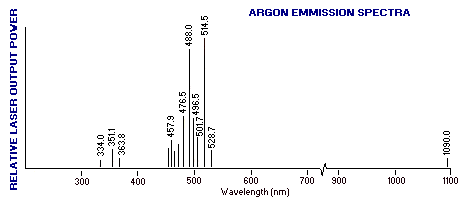 ARGON EMMISSION SPECTRA
RELATIVE LASER OUTPUT POWER
334.0
351.1
363.8
457.9
476.5
488.0
496.5
501.7
514.5
528.7
1090.0
300 400 500 600 700 800 900 1000 1100
Wavelength (nm)